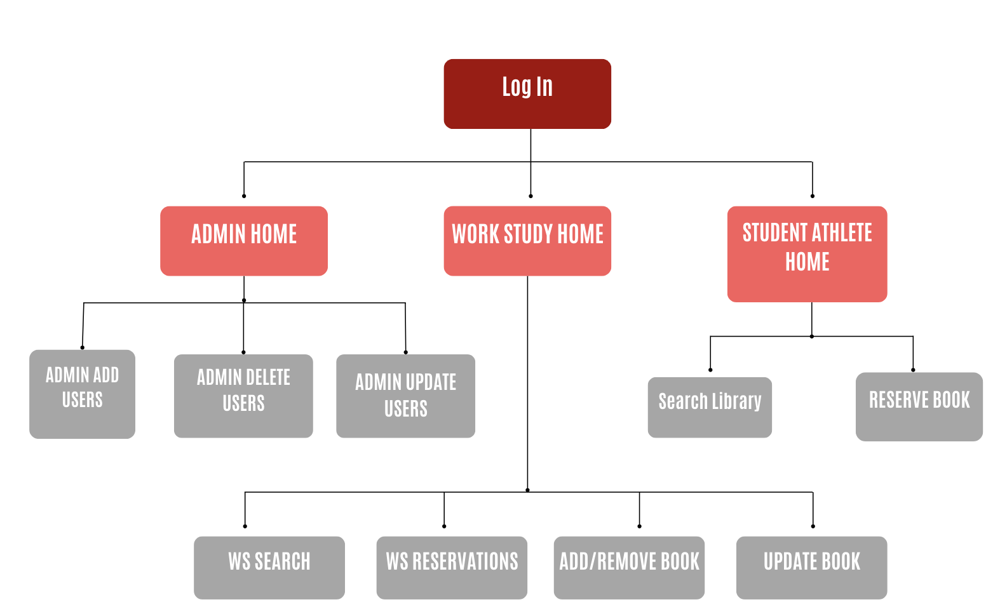 Log In
ADMIN HOME
WORK STUDY HOME
STUDENT ATHLETE
HOME
ADMIN ADD
USERS
ADMIN DELETE
USERS
ADMIN UPDATE
USERS
Search Library
RESERVE BOOK
WS SEARCH
WS RESERVATIONS
ADD/REMOVE BOOK
UPDATE BOOK